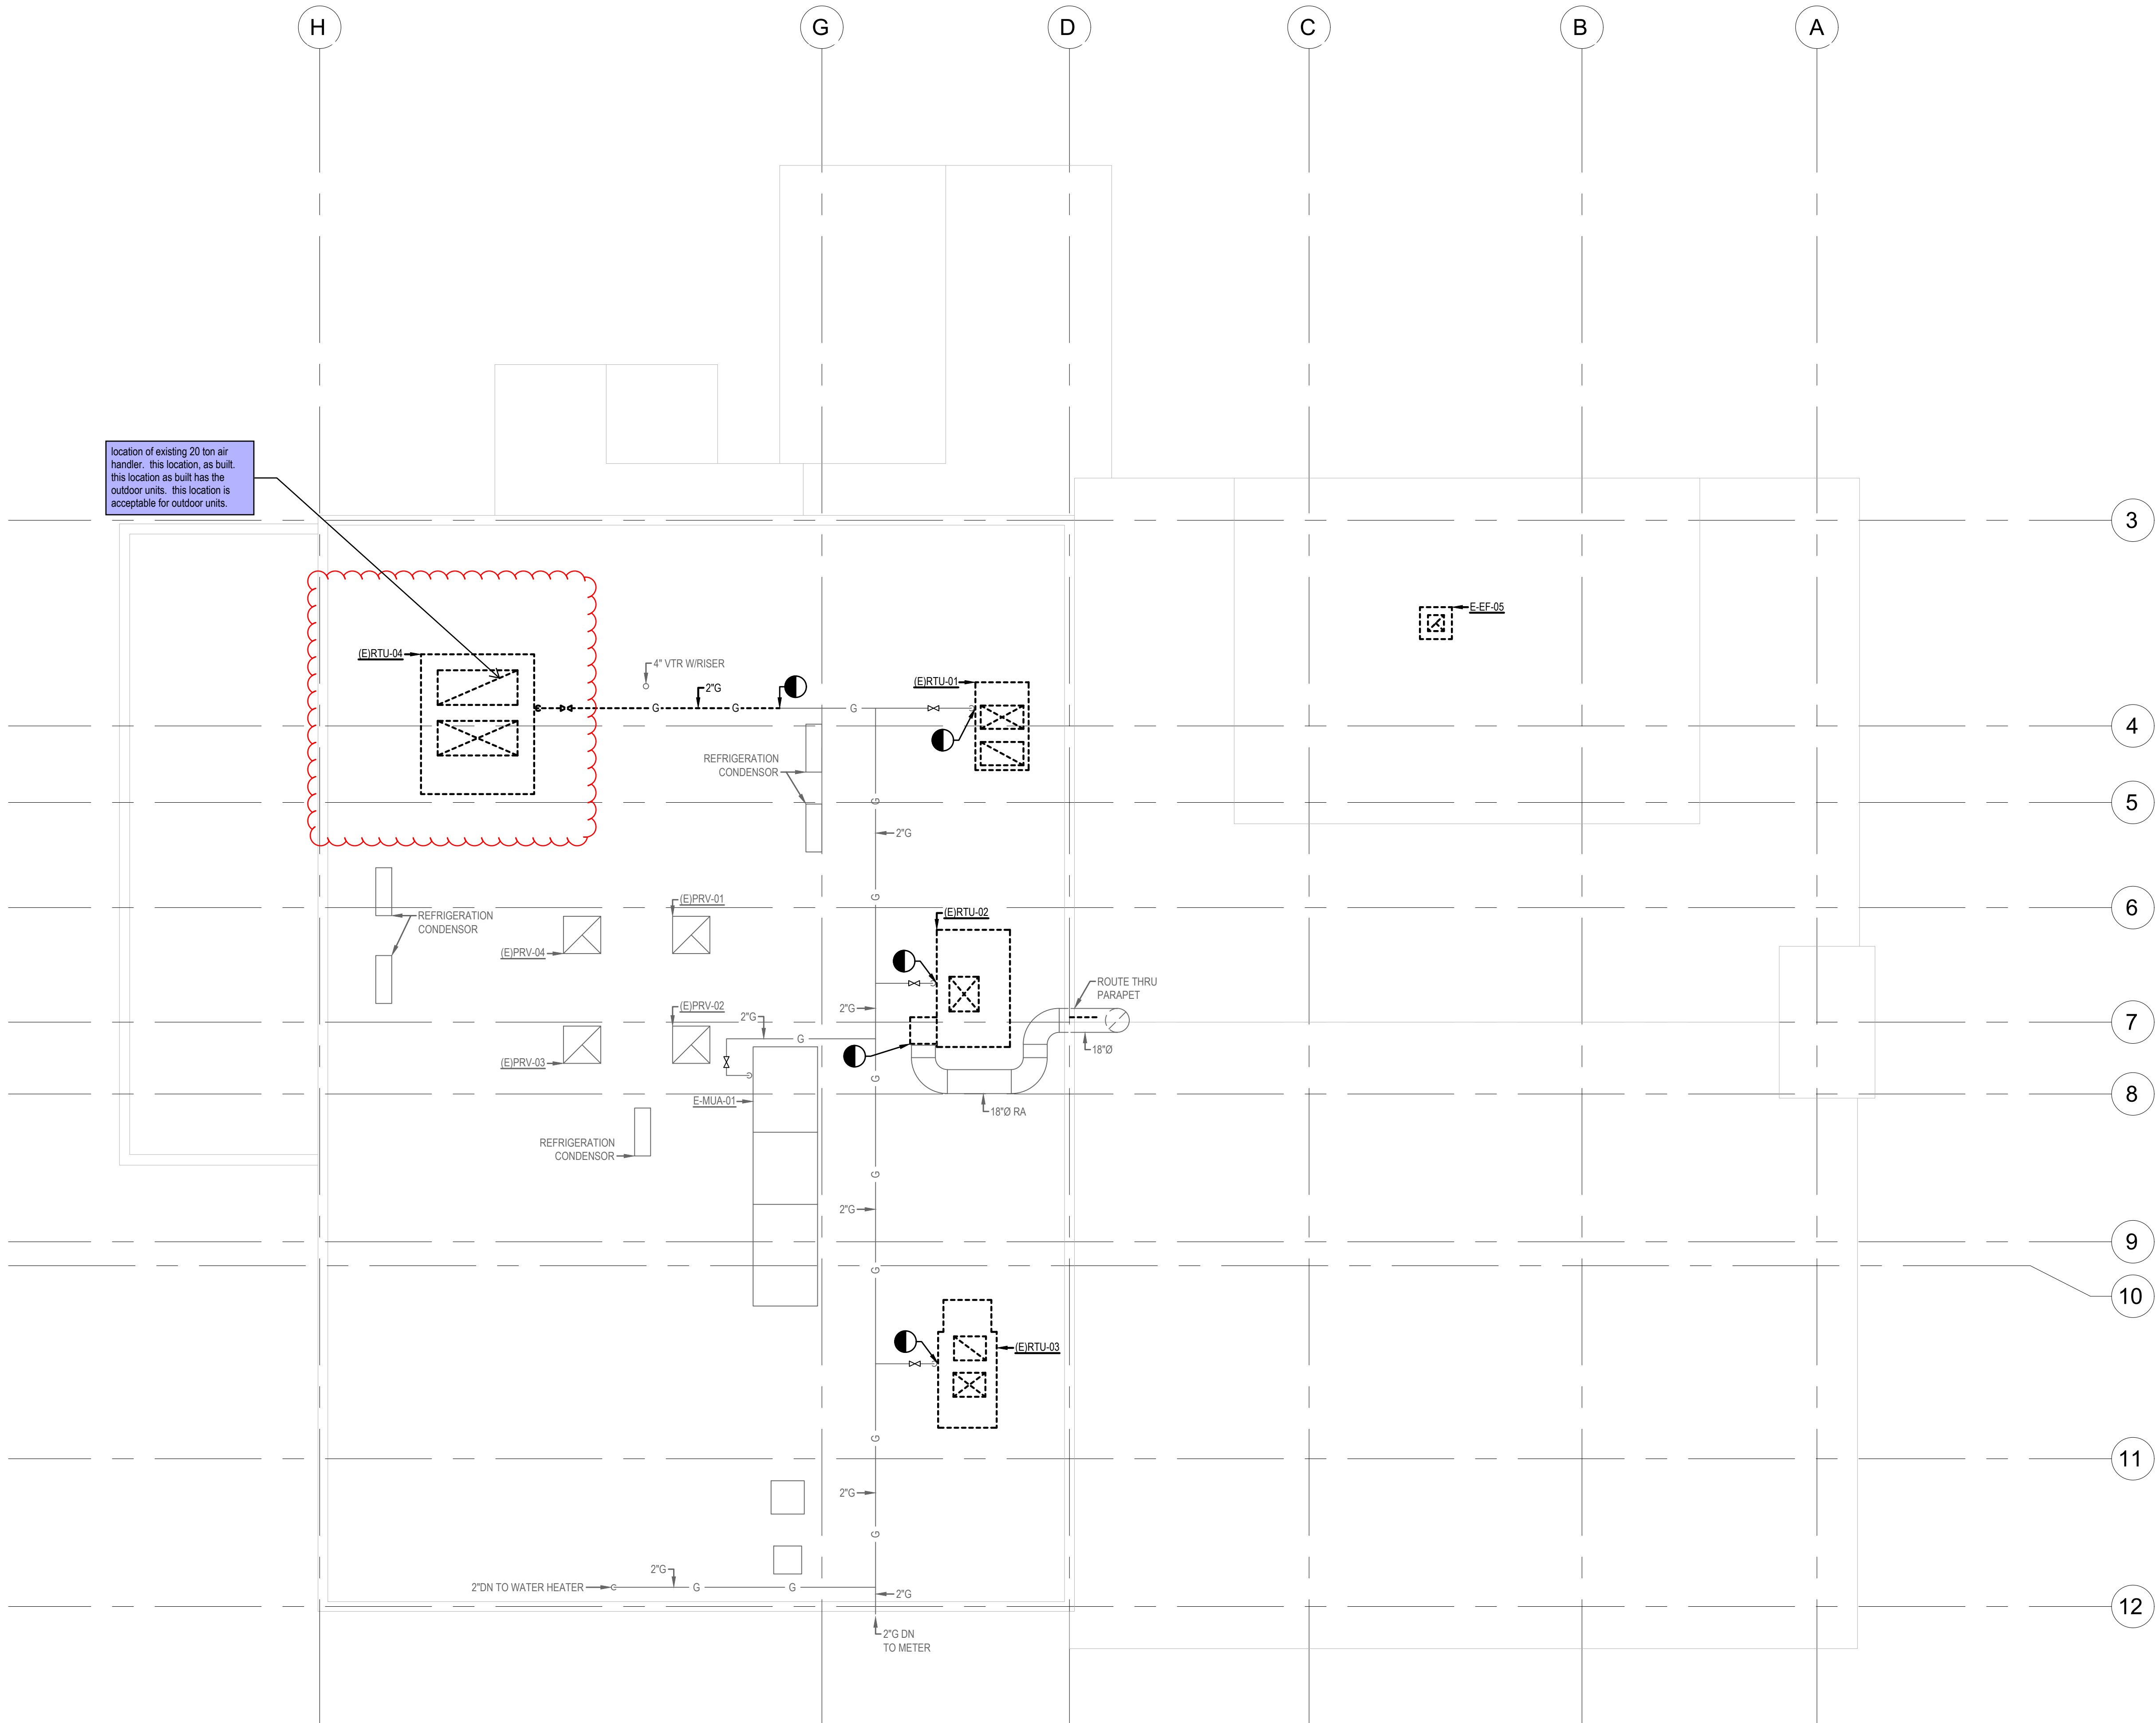 H
G
D
C
B
A
location of existing 20 ton air
handler. this location, as built.
this location as built has the
outdoor units. this location is
acceptable for outdoor units.
3
E-EF-05
(E)RTU-04
4" VTR W/RISER
2"G
(E)RTU-01
G
G
G
4
REFRIGERATION
CONDENSOR
G
5
2"G
G
(E)PRV-01
6
REFRIGERATION
CONDENSOR
(E)RTU-02
(E)PRV-04
ROUTE THRU
PARAPET
(E)PRV-02
2"G
2"G
7
G
18"Ø
(E)PRV-03
G
8
E-MUA-01
18"Ø RA
REFRIGERATION
CONDENSOR
G
2"G
9
G
10
(E)RTU-03
G
11
2"G
G
2"G
2"DN TO WATER HEATER
G
G
2"G
12
2"G DN
TO METER